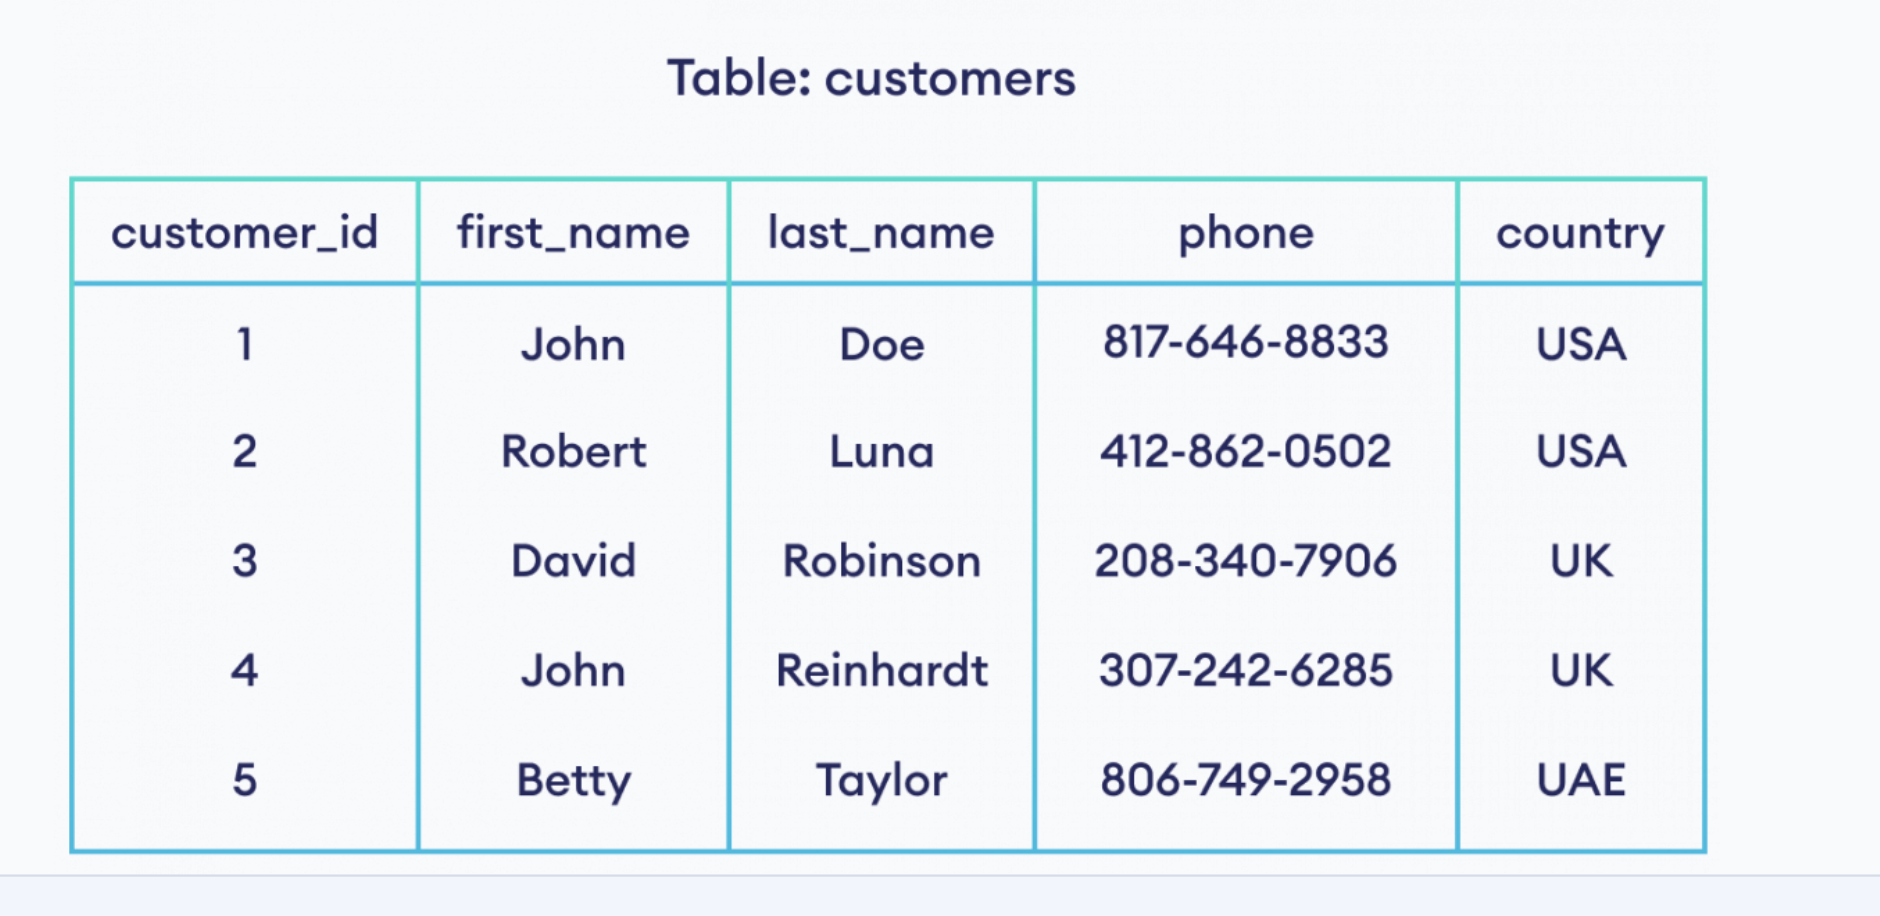 Table: customers
customer_id first_name last_name phone country
1 John Doe 817-646-8833 USA
2 Robert Luna 412-862-0502 USA
3 David Robinson 208-340-7906 UK
4 John Reinhardt 307-242-6285 UK
5 Betty Taylor 806-749-2958 UAE